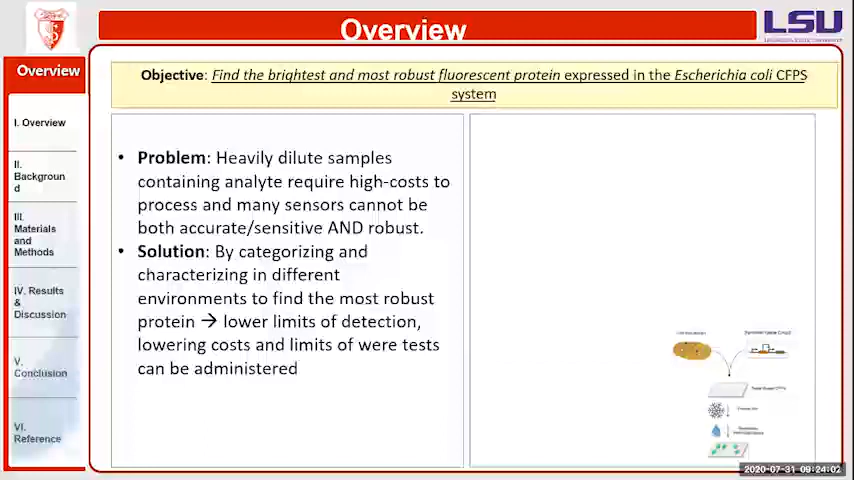 Overview
LSU
Overview
Objective: Find the brightest and most robust fluorescent protein expressed in the Escherichia coli CFPS
system
I. Overview
II.
Backgroun
d
III.
Materials
and
Methods
IV. Results
&
Discussion
V.
Conclusion
VI.
Reference
• Problem: Heavily dilute samples
containing analyte require high-costs to
process and many sensors cannot be
both accurate/sensitive AND robust.
• Solution: By categorizing and
characterizing in different
environments to find the most robust
protein → lower limits of detection,
lowering costs and limits of were tests
can be administered
2020-07-31 09:24:02